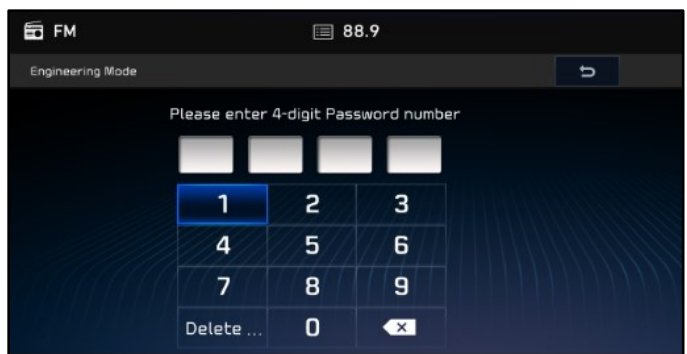 FM 88.9
Engineering Mode
Please enter 4-digit Password number
1 2 3
4 5 6
7 8 9
Delete ... 0